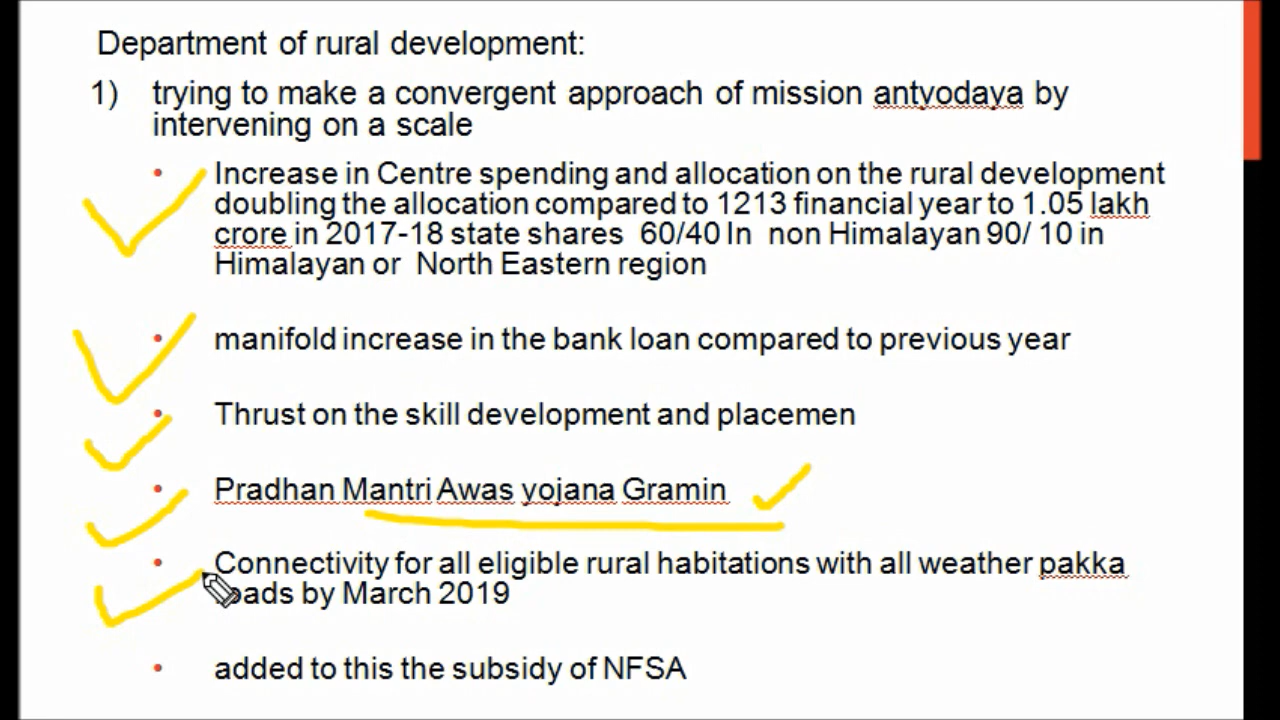 Department of rural development:
1) trying to make a convergent approach of mission antyodaya by
intervening on a scale
• Increase in Centre spending and allocation on the rural development
doubling the allocation compared to 1213 financial year to 1.05 lakh
crore in 2017-18 state shares 60/40 In non Himalayan 90/ 10 in
Himalayan or North Eastern region
• manifold increase in the bank loan compared to previous year
• Thrust on the skill development and placemen
• Pradhan Mantri Awas yojana Gramin
• Connectivity for all eligible rural habitations with all weather pakka
roads by March 2019
• added to this the subsidy of NFSA